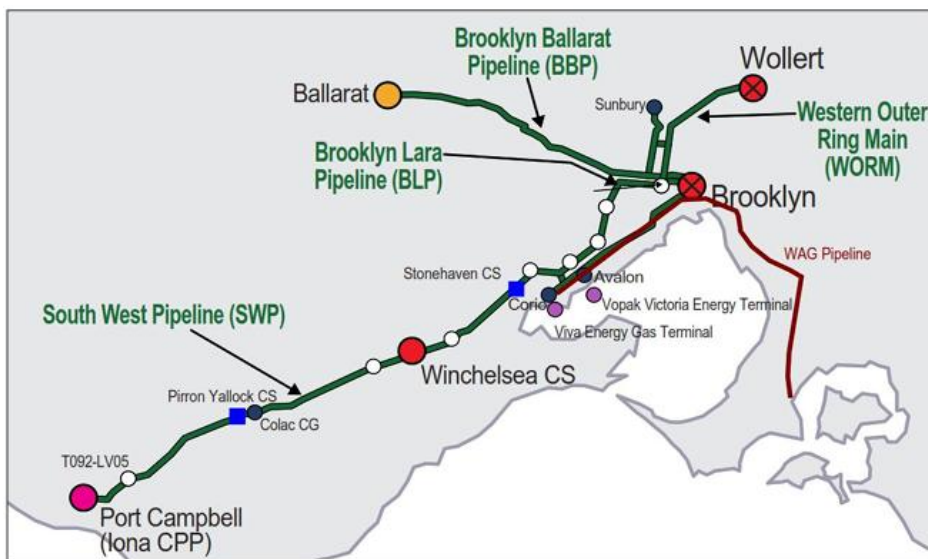 Brooklyn Ballarat
Pipeline (BBP)
Wollert
Ballarat
Sunbury
Western Outer
Ring Main
(WORM)
Brooklyn Lara
Pipeline (BLP)
Brooklyn
WAG Pipeline
Stonehaven CS
Avalon
Corio
Vopak Victoria Energy Terminal
Viva Energy Gas Terminal
South West Pipeline (SWP)
Winchelsea CS
Pirron Yallock CS
Colac CG
T092-LV05
Port Campbell
(Iona CPP)